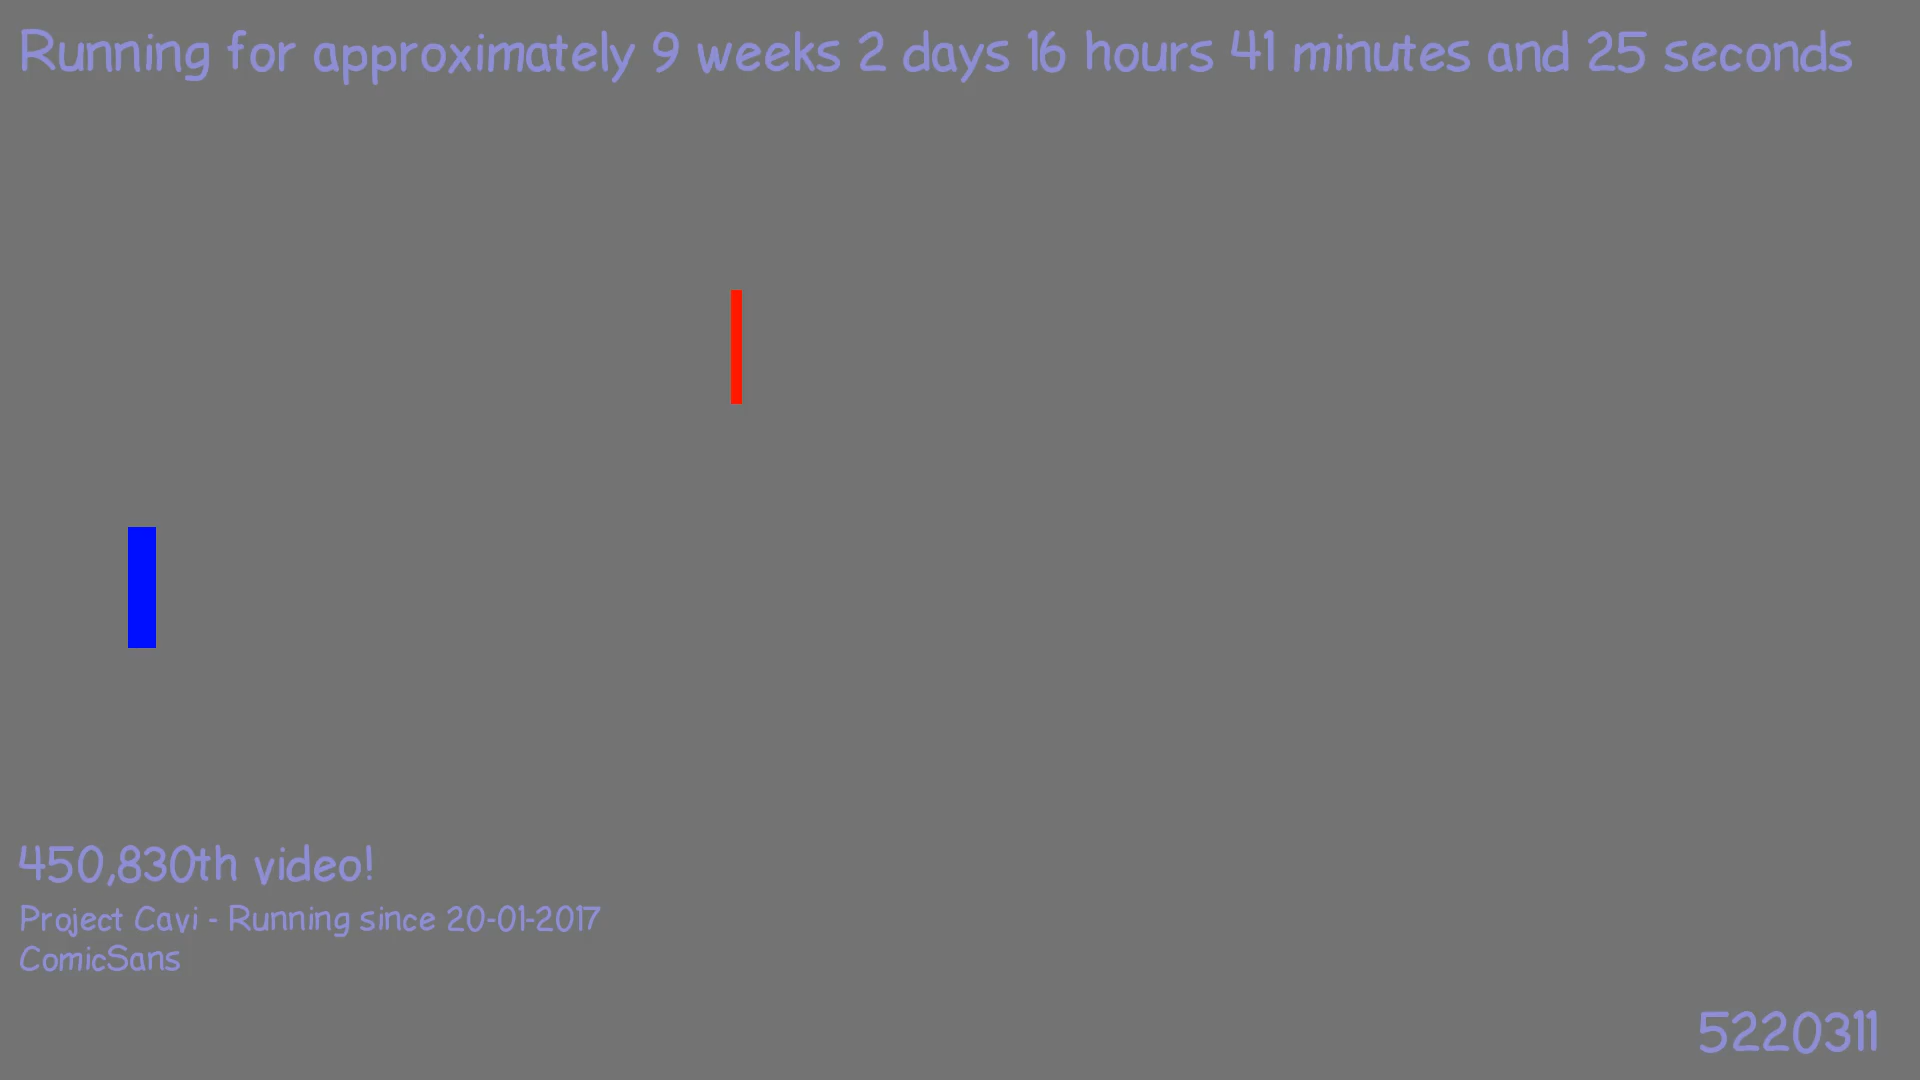 Running for approximately 9 weeks 2 days 16 hours 41 minutes and 25 seconds
450,830th video!
Project Cavi - Running since 20-01-2017
ComicSans
5220311